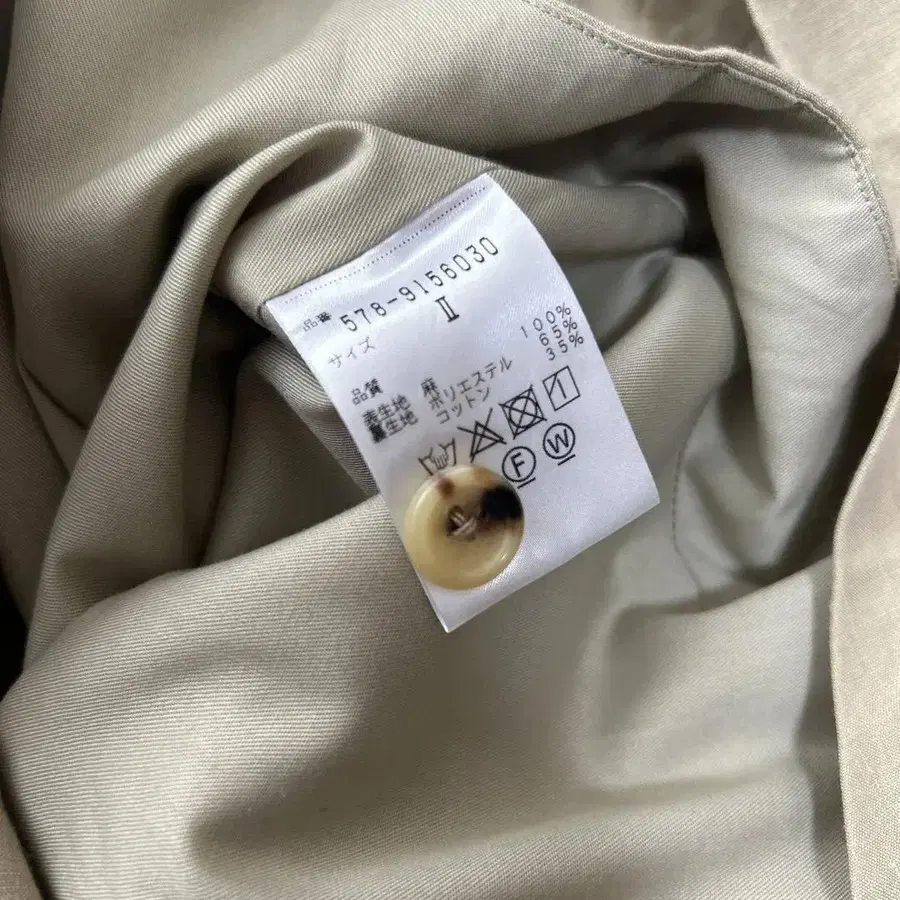 品番 578-9156030
サイズ II
品質
表生地 麻 100%
裏生地 ポリエステル 65%
コットン 35%
F W